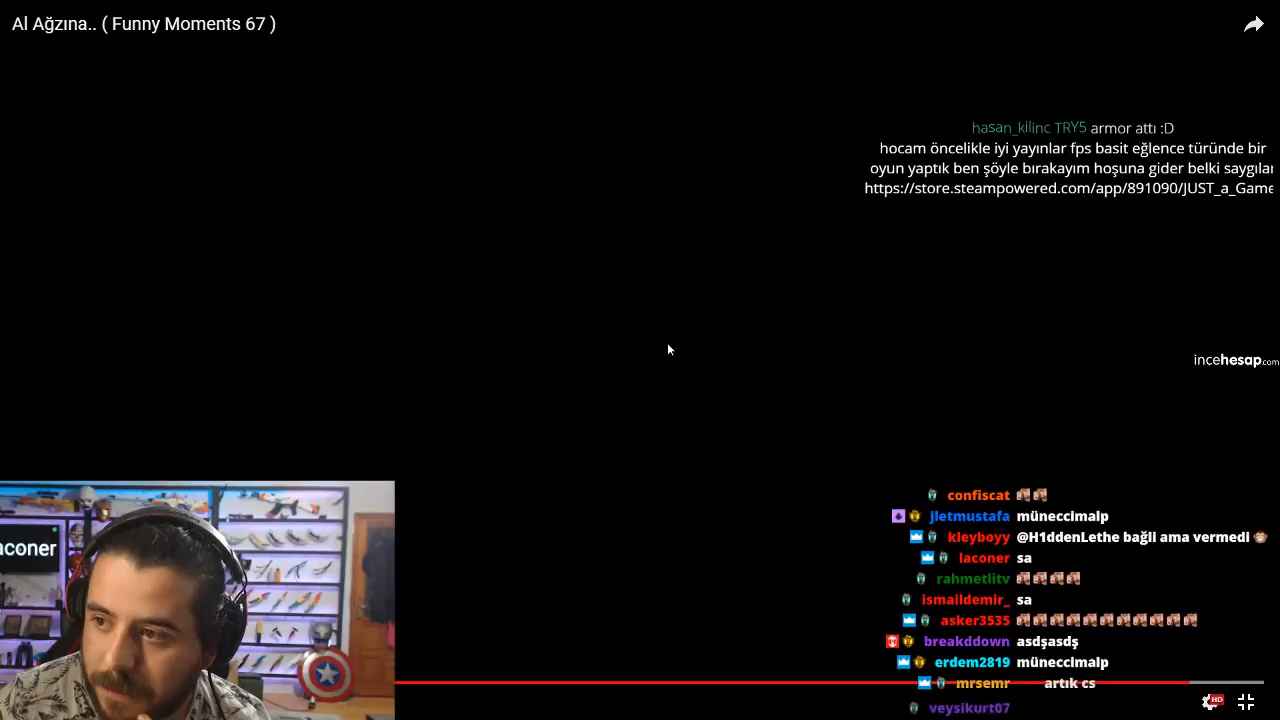 Al Ağzına.. ( Funny Moments 67 )
hasan_kilinc TRY5 armor attı :D
hocam öncelikle iyi yayınlar fps basit eğlence türünde bir
oyun yaptık ben şöyle bırakayım hoşuna gider belki saygılar
https://store.steampowered.com/app/891090/JUST_a_Game
incehesap.com
confiscat
jletmustafa müneccimalp
kleyboyy @H1ddenLethe bağli ama vermedi
laconer sa
rahmetlitv
ismaildemir_ sa
asker3535
breakddown asdşasdş
erdem2819 müneccimalp
mrsemr artık cs
veysikurt07
aconer
HD